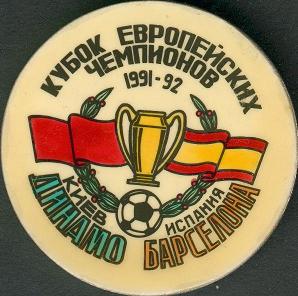 КУБОК ЕВРОПЕЙСКИХ
ЧЕМПИОНОВ
1991-92
КИЕВ
ДИНАМО
ИСПАНИЯ
БАРСЕЛОНА